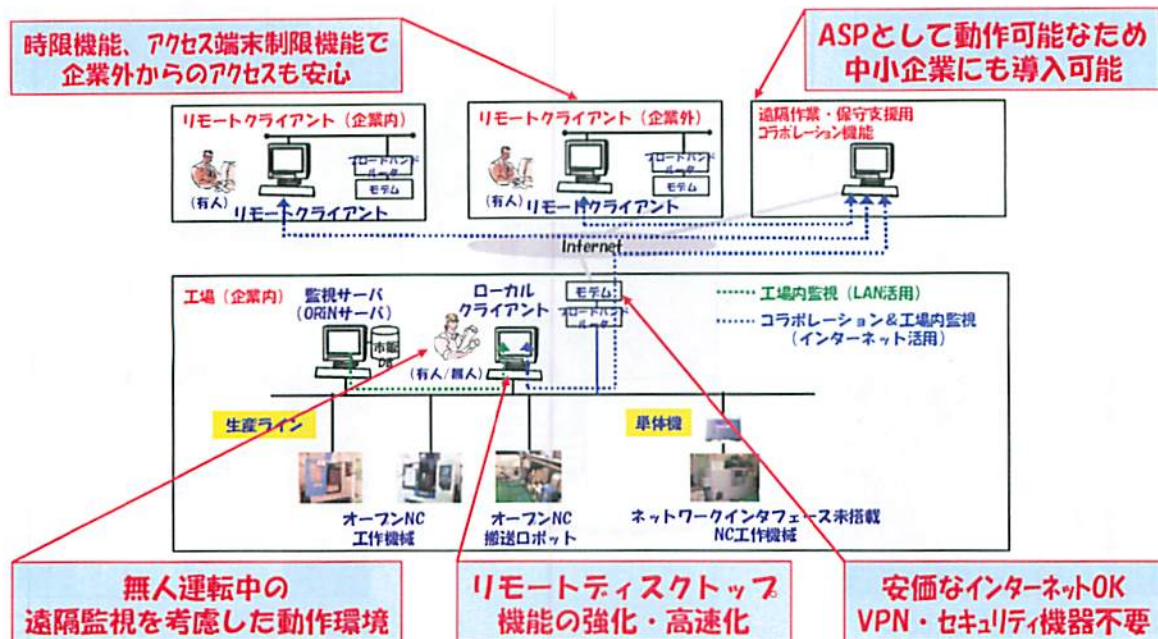 時限機能、アクセス端末制限機能で
企業外からのアクセスも安心
ASPとして動作可能なため
中小企業にも導入可能
リモートクライアント（企業内）
ブロードバンド
ルータ
モデム
(有人)
リモートクライアント
リモートクライアント（企業外）
ブロードバンド
ルータ
モデム
(有人)
リモートクライアント
遠隔作業・保守支援用
コラボレーション機能
Internet
工場（企業内）
監視サーバ
(ORiNサーバ)
市販
DB
ローカル
クライアント
(有人/無人)
モデム
ブロードバンド
ルータ
工場内監視（LAN活用）
コラボレーション＆工場内監視
（インターネット活用）
生産ライン
単体機
オープンNC
工作機械
オープンNC
搬送ロボット
ネットワークインタフェース未搭載
NC工作機械
無人運転中の
遠隔監視を考慮した動作環境
リモートディスクトップ
機能の強化・高速化
安価なインターネットOK
VPN・セキュリティ機器不要